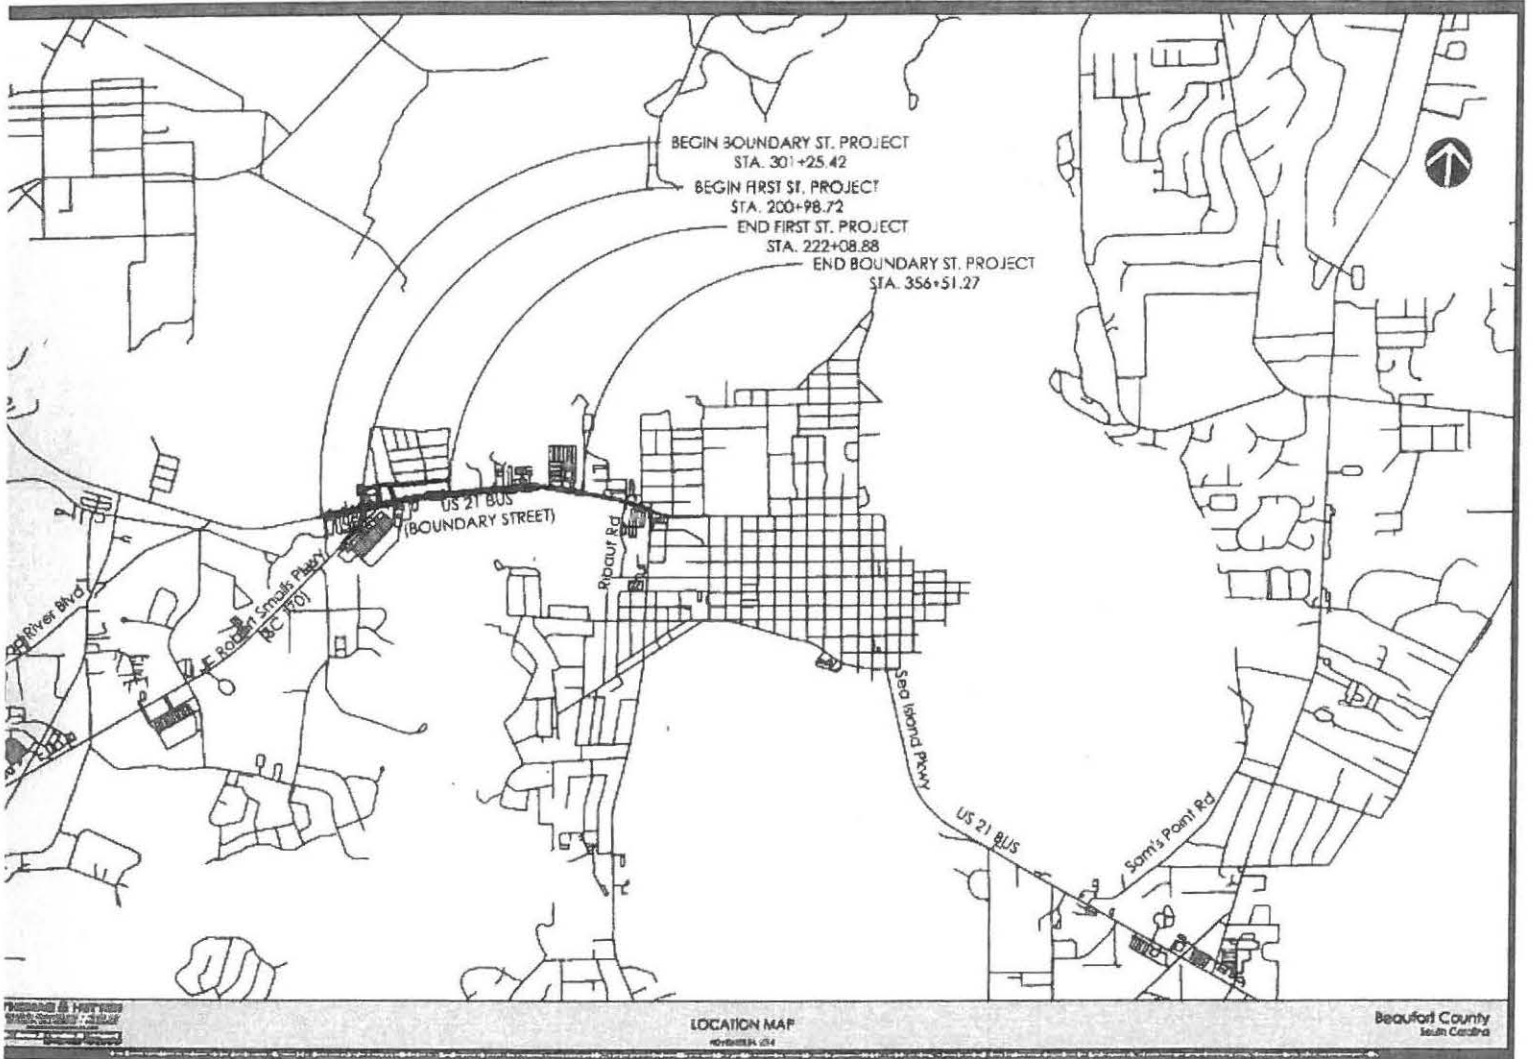 BEGIN BOUNDARY ST. PROJECT
STA. 301+25.42
BEGIN FIRST ST. PROJECT
STA. 200+98.72
END FIRST ST. PROJECT
STA. 222+08.88
END BOUNDARY ST. PROJECT
STA. 356+51.27
US 21 BUS
(BOUNDARY STREET)
Ribaut Rd
Robert Smalls Pkwy
(SC 170)
River Blvd
Sea Island Pkwy
US 21 BUS
Sam's Point Rd
LOCATION MAP
Beaufort County
South Carolina